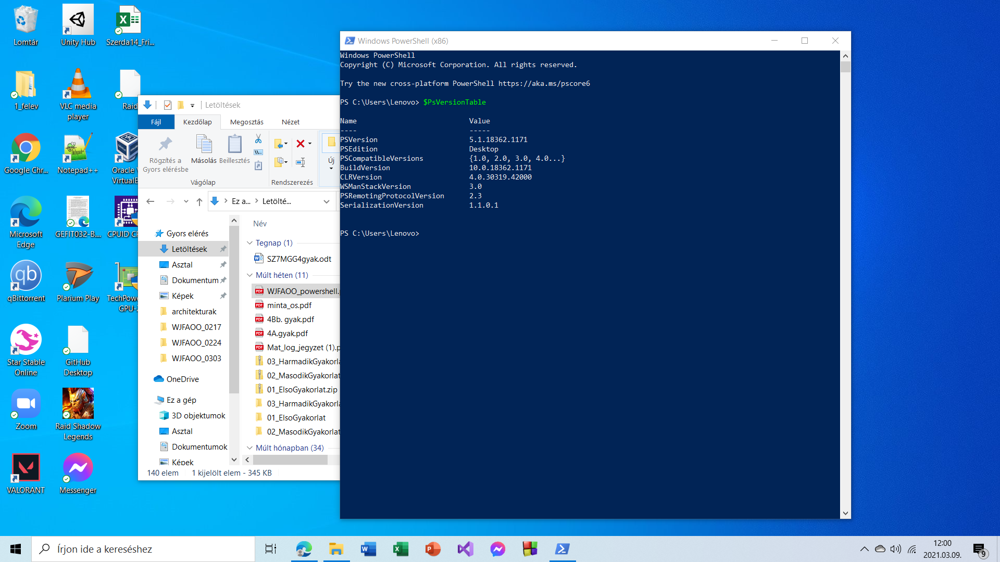 Lomtár
Unity Hub
Szerda14_Fri...
1_felev
VLC media
player
Raid
Google Chr...
Notepad++
Oracle
Microsoft
Edge
GEFIT032-B....
CPUID
qBittorrent
Plarium Play
Star Stable
Online
GitHub
Desktop
Zoom
Raid Shadow
Legends
VALORANT
Messenger
Letöltések
Fájl
Kezdőlap
Megosztás
Nézet
Rögzítés a
Gyors elérésbe
Másolás
Beillesztés
Új
Vágólap
Rendszerezés
Ez a...
Letölté...
Gyors elérés
Letöltések
Asztal
Dokumentum
Képek
architekturak
WJFAOO_0217
WJFAOO_0224
WJFAOO_0303
OneDrive
Ez a gép
3D objektumok
Asztal
Dokumentumok
Képek
Név
Tegnap (1)
SZ7MGG4gyak.odt
Múlt héten (11)
WJFAOO_powershell.
minta_os.pdf
4Bb. gyak.pdf
4A.gyak.pdf
Mat_log_jegyzet (1).p
03_HarmadikGyakorla
02_MasodikGyakorlat
01_ElsoGyakorlat.zip
03_HarmadikGyakorla
01_ElsoGyakorlat
02_MasodikGyakorlat
Múlt hónapban (34)
140 elem
1 kijelölt elem - 345 KB
Windows PowerShell (x86)
Windows PowerShell
Copyright (C) Microsoft Corporation. All rights reserved.
Try the new cross-platform PowerShell https://aka.ms/pscore6
PS C:\Users\Lenovo> $PsVersionTable
Name Value
---- -----
PSVersion 5.1.18362.1171
PSEdition Desktop
PSCompatibleVersions {1.0, 2.0, 3.0, 4.0...}
BuildVersion 10.0.18362.1171
CLRVersion 4.0.30319.42000
WSManStackVersion 3.0
PSRemotingProtocolVersion 2.3
SerializationVersion 1.1.0.1
PS C:\Users\Lenovo>
Írjon ide a kereséshez
12:00
2021.03.09.
9